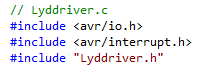 // Lyddriver.c
#include <avr/io.h>
#include <avr/interrupt.h>
#include "Lyddriver.h"